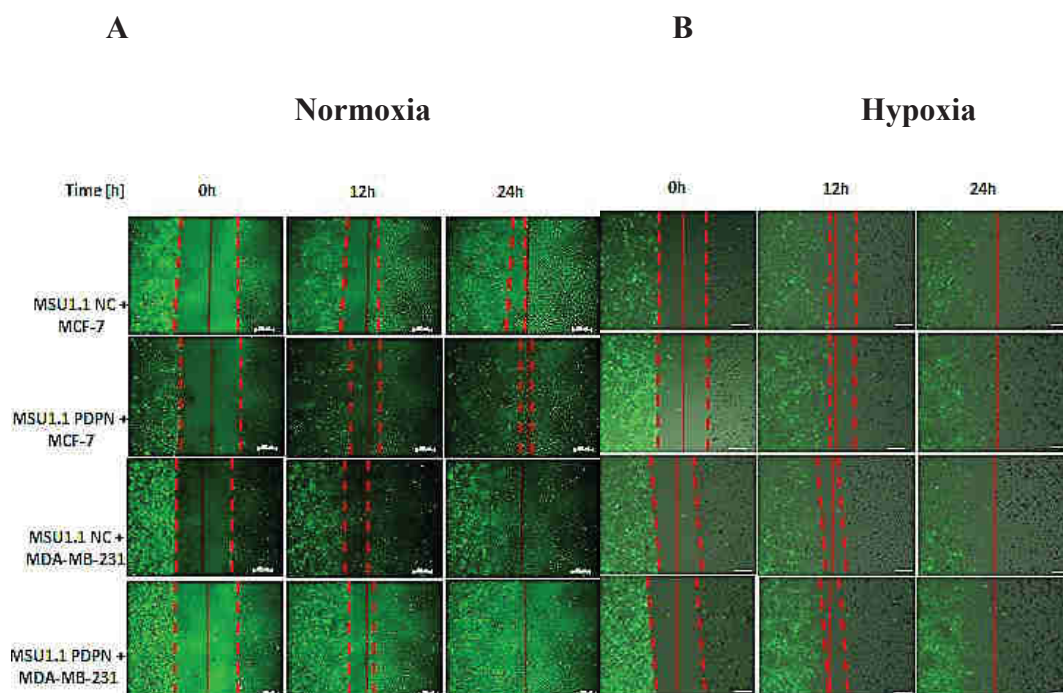 A
B
Normoxia
Hypoxia
Time [h]
0h
12h
24h
0h
12h
24h
MSU1.1 NC +
MCF-7
MSU1.1 PDPN +
MCF-7
MSU1.1 NC +
MDA-MB-231
MSU1.1 PDPN +
MDA-MB-231